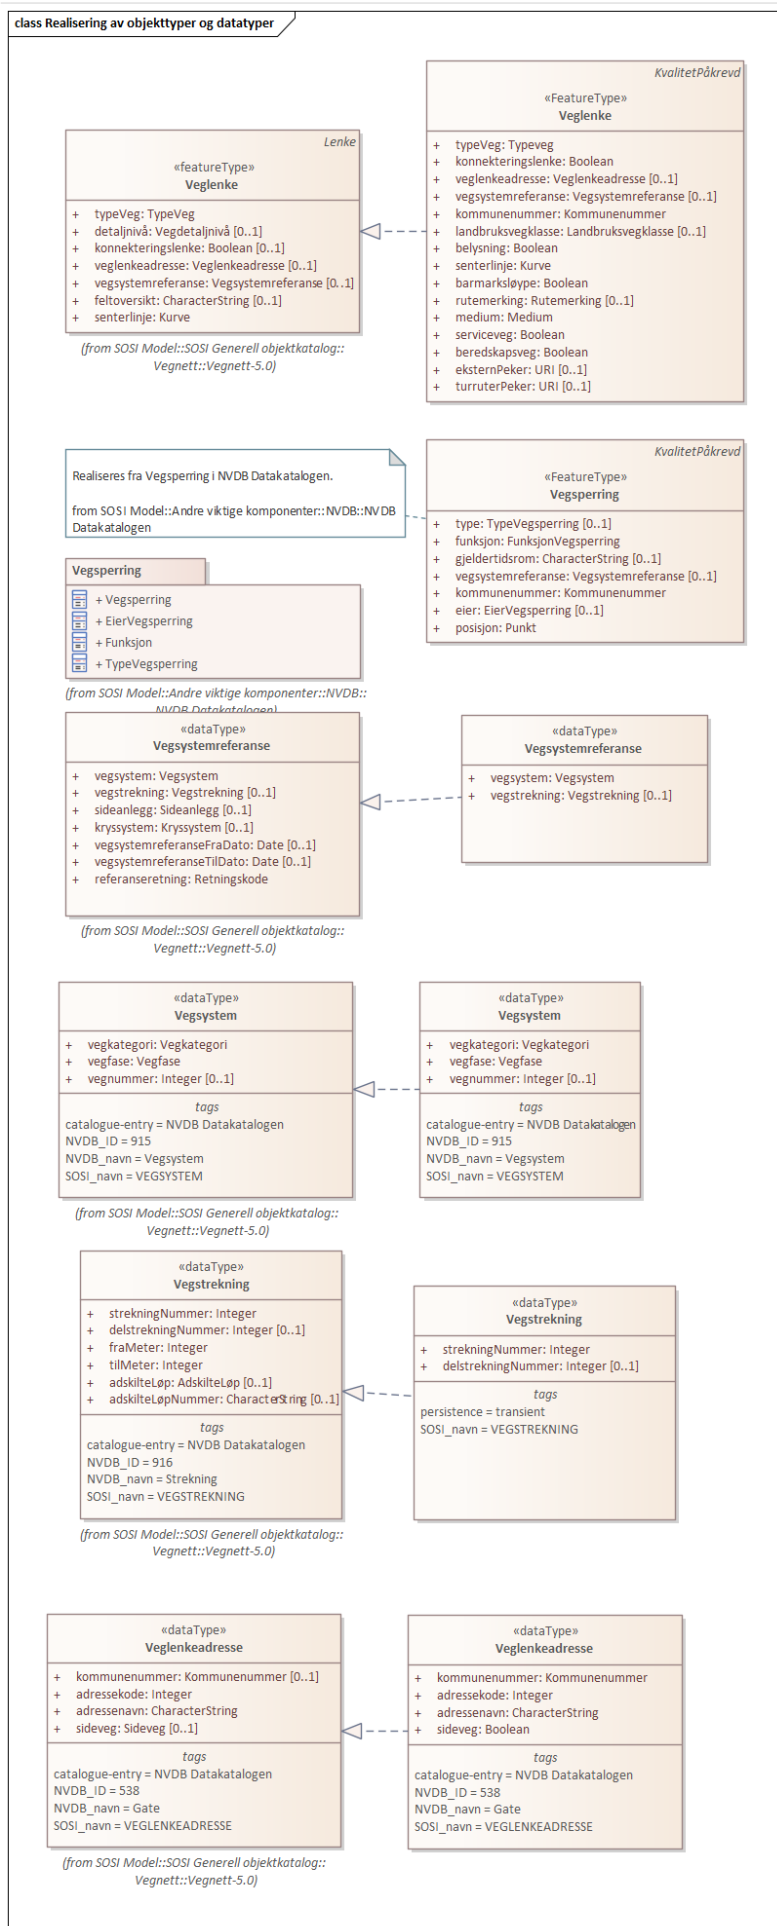 class Realisering av objekttyper og datatyper
Lenke
«featureType»
Veglenke
+ typeVeg: TypeVeg
+ detaljnivå: Vegdetaljnivå [0..1]
+ konnekteringslenke: Boolean [0..1]
+ veglenkeadresse: Veglenkeadresse [0..1]
+ vegsystemreferanse: Vegsystemreferanse [0..1]
+ feltoversikt: CharacterString [0..1]
+ senterlinje: Kurve
(from SOSI Model::SOSI Generell objektkatalog::
Vegnett::Vegnett-5.0)
KvalitetPåkrevd
«FeatureType»
Veglenke
+ typeVeg: Typeveg
+ konnekteringslenke: Boolean
+ veglenkeadresse: Veglenkeadresse [0..1]
+ vegsystemreferanse: Vegsystemreferanse [0..1]
+ kommunenummer: Kommunenummer
+ landbruksvegklasse: Landbruksvegklasse [0..1]
+ belysning: Boolean
+ senterlinje: Kurve
+ barmarksløype: Boolean
+ rutemerking: Rutemerking [0..1]
+ medium: Medium
+ serviceveg: Boolean
+ beredskapsveg: Boolean
+ eksternPeker: URI [0..1]
+ turruterPeker: URI [0..1]
Realiseres fra Vegsperring i NVDB Datakatalogen.
from SOSI Model::Andre viktige komponenter::NVDB::NVDB
Datakatalogen
KvalitetPåkrevd
«FeatureType»
Vegsperring
+ type: TypeVegsperring [0..1]
+ funksjon: FunksjonVegsperring
+ gjeldertidsrom: CharacterString [0..1]
+ vegsystemreferanse: Vegsystemreferanse [0..1]
+ kommunenummer: Kommunenummer
+ eier: EierVegsperring [0..1]
+ posisjon: Punkt
Vegsperring
+ Vegsperring
+ EierVegsperring
+ Funksjon
+ TypeVegsperring
(from SOSI Model::Andre viktige komponenter::NVDB::
NVDB Datakatalogen)
«dataType»
Vegsystemreferanse
+ vegsystem: Vegsystem
+ vegstrekning: Vegstrekning [0..1]
+ sideanlegg: Sideanlegg [0..1]
+ kryssystem: Kryssystem [0..1]
+ vegsystemreferanseFraDato: Date [0..1]
+ vegsystemreferanseTilDato: Date [0..1]
+ referanseretning: Retningskode
(from SOSI Model::SOSI Generell objektkatalog::
Vegnett::Vegnett-5.0)
«dataType»
Vegsystemreferanse
+ vegsystem: Vegsystem
+ vegstrekning: Vegstrekning [0..1]
«dataType»
Vegsystem
+ vegkategori: Vegkategori
+ vegfase: Vegfase
+ vegnummer: Integer [0..1]
tags
catalogue-entry = NVDB Datakatalogen
NVDB_ID = 915
NVDB_navn = Vegsystem
SOSI_navn = VEGSYSTEM
(from SOSI Model::SOSI Generell objektkatalog::
Vegnett::Vegnett-5.0)
«dataType»
Vegsystem
+ vegkategori: Vegkategori
+ vegfase: Vegfase
+ vegnummer: Integer [0..1]
tags
catalogue-entry = NVDB Datakatalogen
NVDB_ID = 915
NVDB_navn = Vegsystem
SOSI_navn = VEGSYSTEM
«dataType»
Vegstrekning
+ strekningNummer: Integer
+ delstrekningNummer: Integer [0..1]
+ fraMeter: Integer
+ tilMeter: Integer
+ adskilteLøp: AdskilteLøp [0..1]
+ adskilteLøpNummer: CharacterString [0..1]
tags
catalogue-entry = NVDB Datakatalogen
NVDB_ID = 916
NVDB_navn = Strekning
SOSI_navn = VEGSTREKNING
(from SOSI Model::SOSI Generell objektkatalog::
Vegnett::Vegnett-5.0)
«dataType»
Vegstrekning
+ strekningNummer: Integer
+ delstrekningNummer: Integer [0..1]
tags
persistence = transient
SOSI_navn = VEGSTREKNING
«dataType»
Veglenkeadresse
+ kommunenummer: Kommunenummer [0..1]
+ adressekode: Integer
+ adressenavn: CharacterString
+ sideveg: Sideveg [0..1]
tags
catalogue-entry = NVDB Datakatalogen
NVDB_ID = 538
NVDB_navn = Gate
SOSI_navn = VEGLENKEADRESSE
(from SOSI Model::SOSI Generell objektkatalog::
Vegnett::Vegnett-5.0)
«dataType»
Veglenkeadresse
+ kommunenummer: Kommunenummer
+ adressekode: Integer
+ adressenavn: CharacterString
+ sideveg: Boolean
tags
catalogue-entry = NVDB Datakatalogen
NVDB_ID = 538
NVDB_navn = Gate
SOSI_navn = VEGLENKEADRESSE